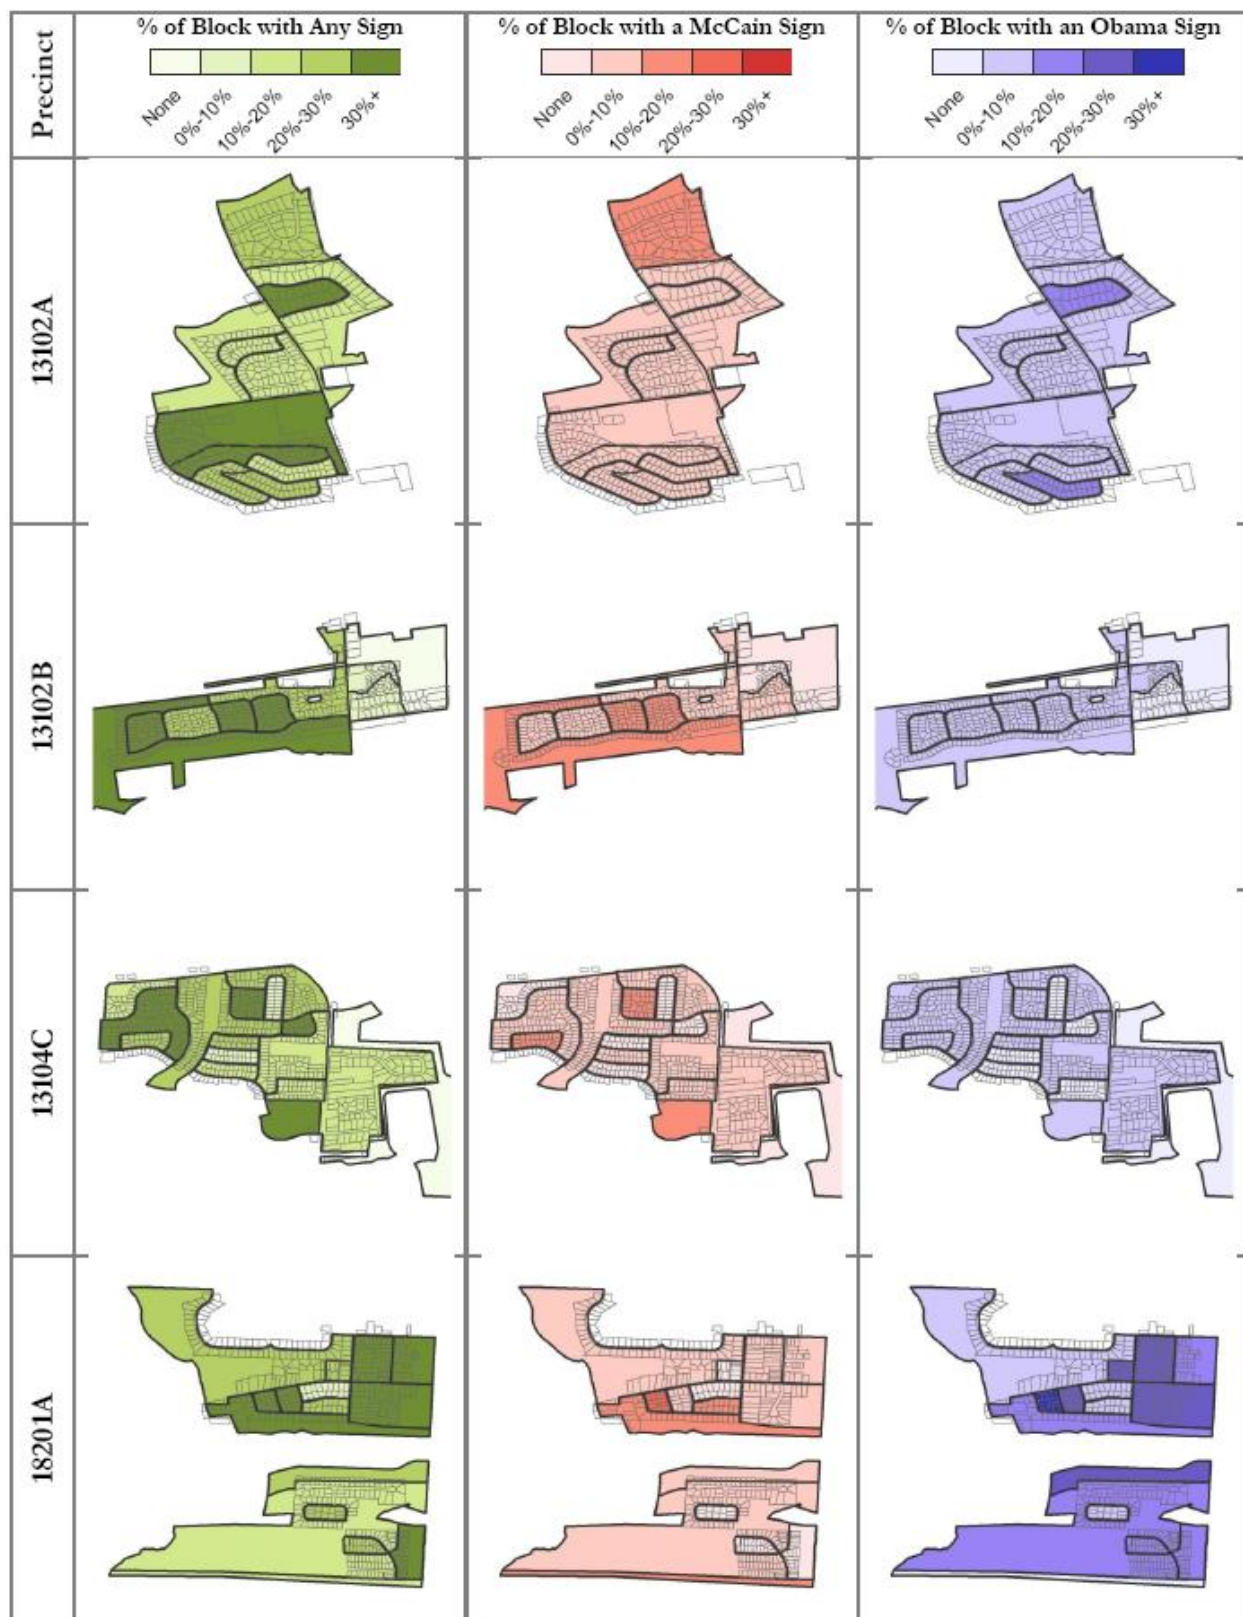 Precinct
% of Block with Any Sign
None
0%-10%
10%-20%
20%-30%
30%+
% of Block with a McCain Sign
None
0%-10%
10%-20%
20%-30%
30%+
% of Block with an Obama Sign
None
0%-10%
10%-20%
20%-30%
30%+
13102A
13102B
13104C
18201A